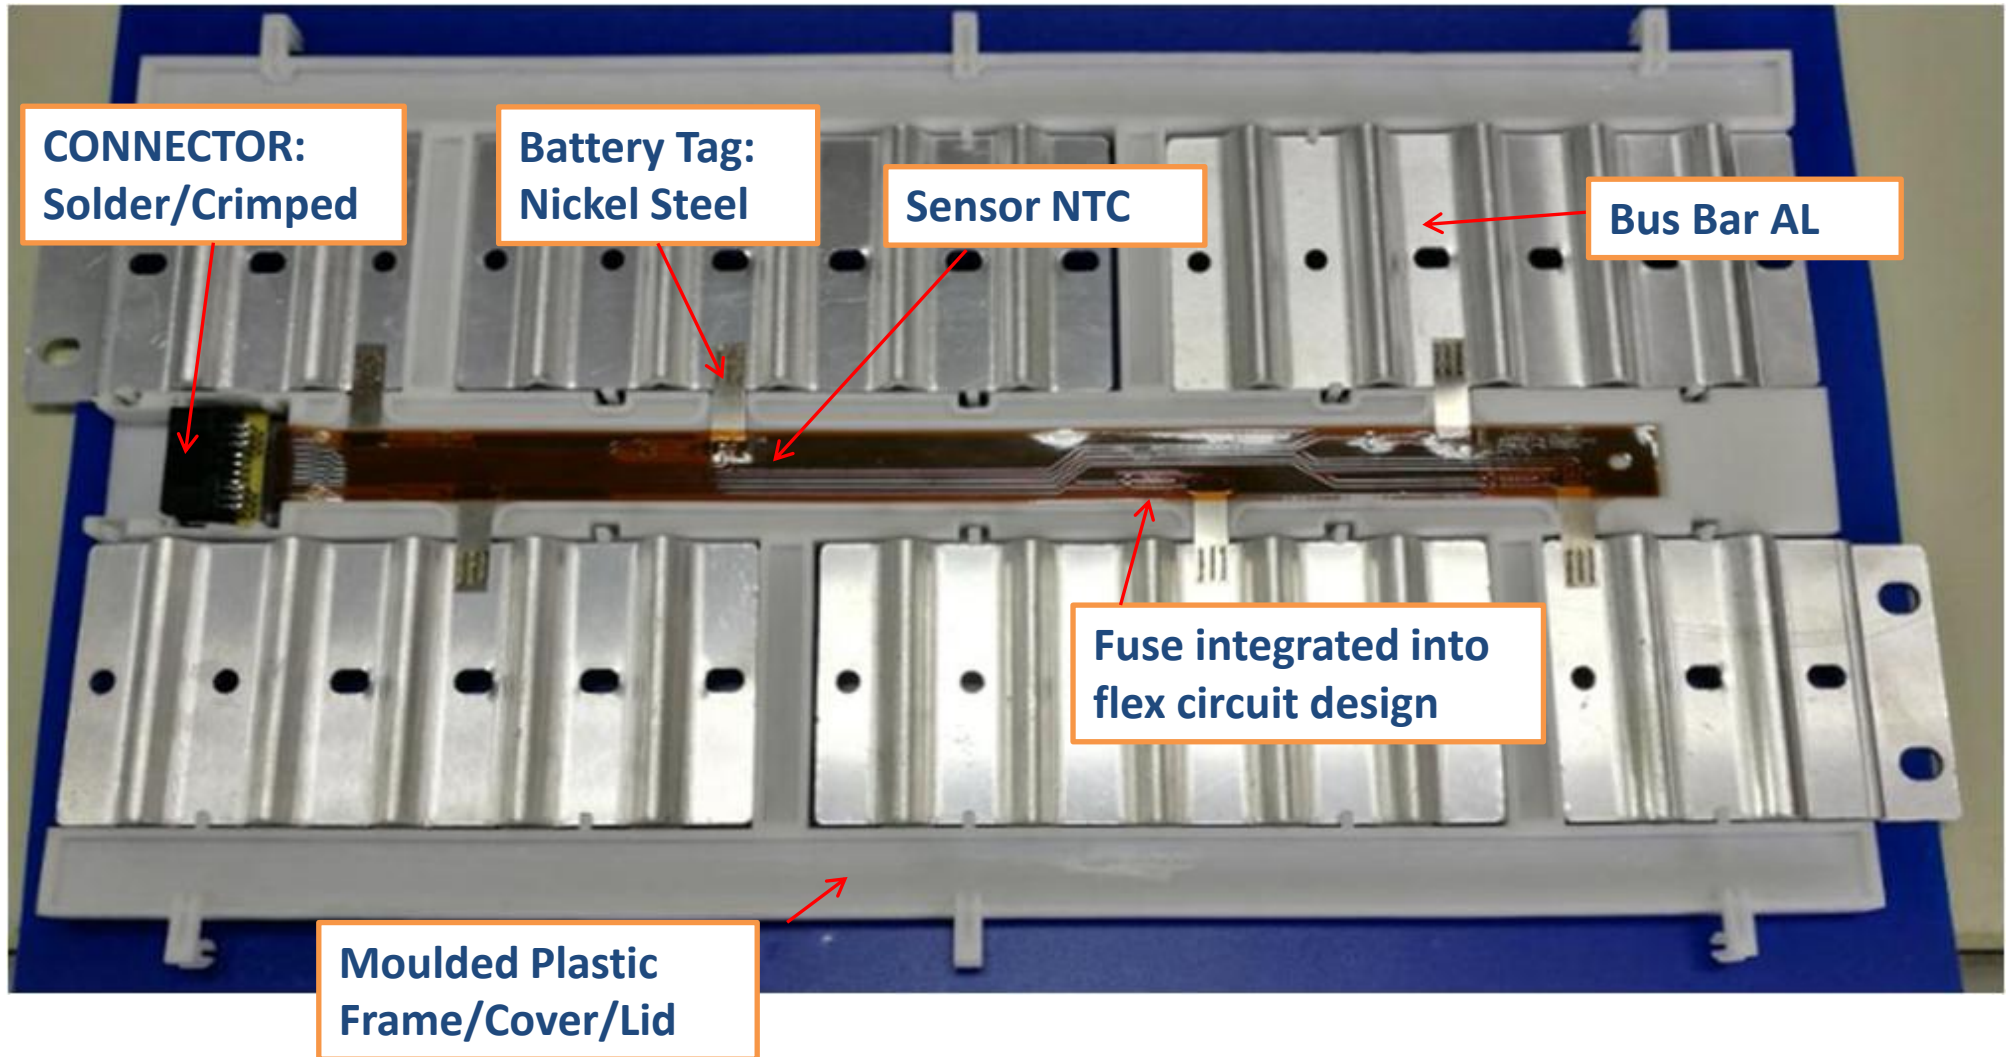 CONNECTOR:
Solder/Crimped
Battery Tag:
Nickel Steel
Sensor NTC
Bus Bar AL
Fuse integrated into
flex circuit design
Moulded Plastic
Frame/Cover/Lid